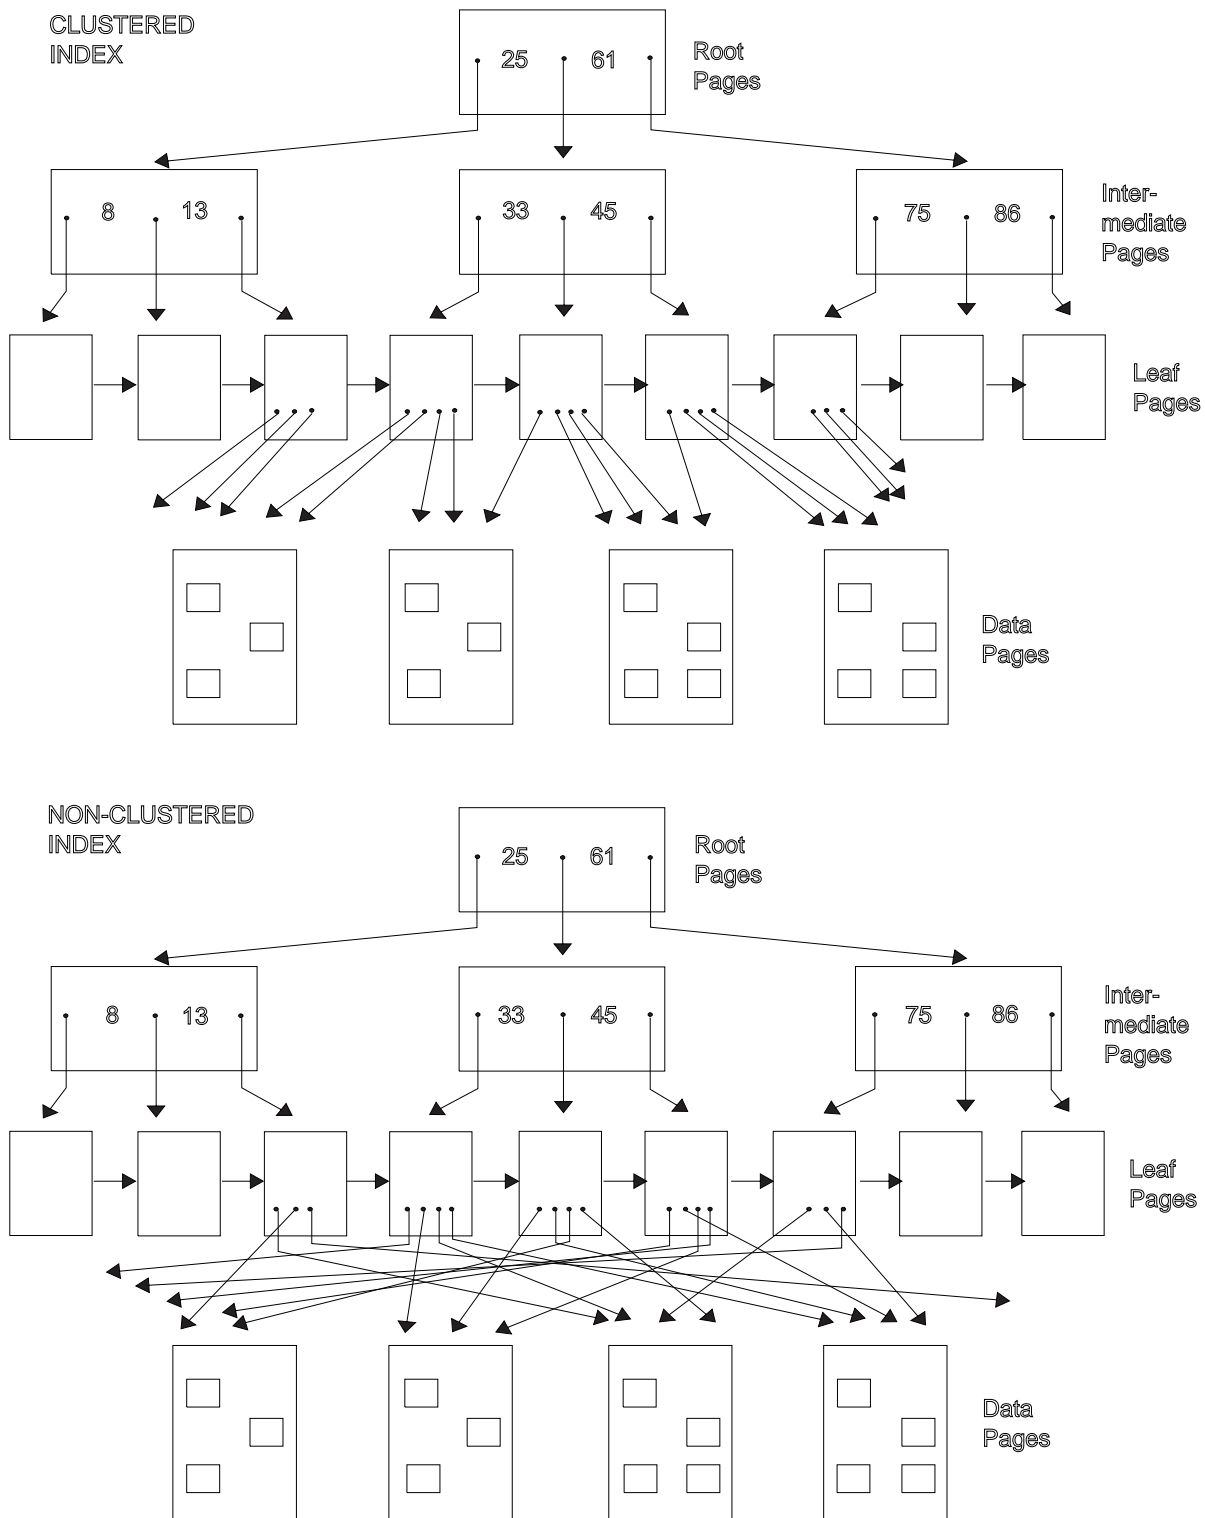 CLUSTERED
INDEX
25 61
Root
Pages
8 13
33 45
75 86
Inter-
mediate
Pages
Leaf
Pages
Data
Pages
NON-CLUSTERED
INDEX
25 61
Root
Pages
8 13
33 45
75 86
Inter-
mediate
Pages
Leaf
Pages
Data
Pages